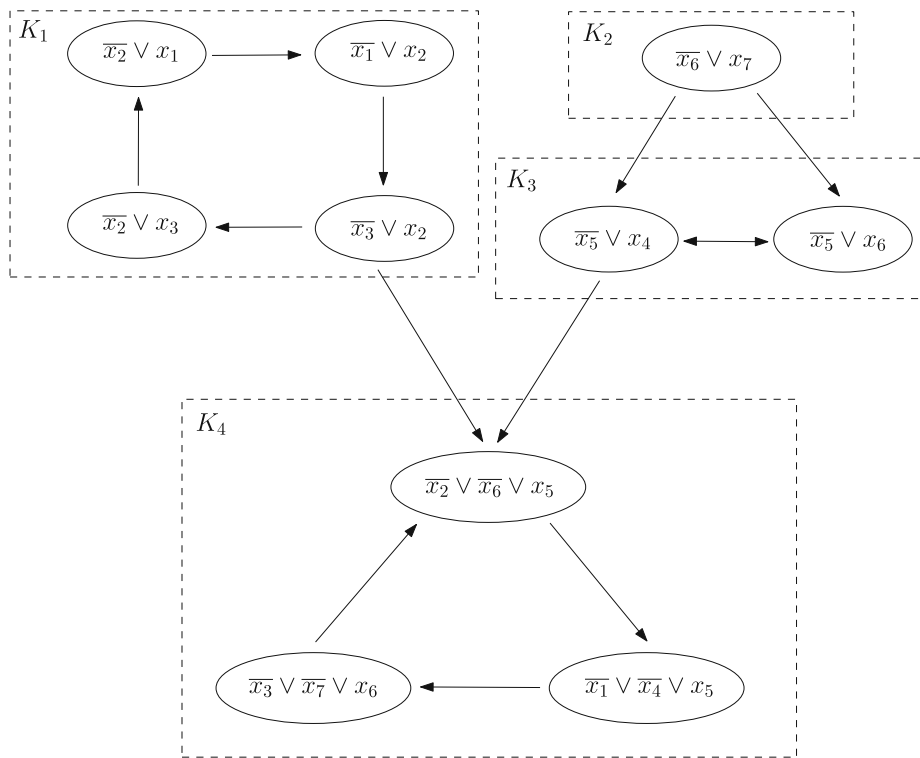 K₁
x̅₂ ∨ x₁
x̅₁ ∨ x₂
x̅₂ ∨ x₃
x̅₃ ∨ x₂
K₂
x̅₆ ∨ x₇
K₃
x̅₅ ∨ x₄
x̅₅ ∨ x₆
K₄
x̅₂ ∨ x̅₆ ∨ x₅
x̅₃ ∨ x̅₇ ∨ x₆
x̅₁ ∨ x̅₄ ∨ x₅